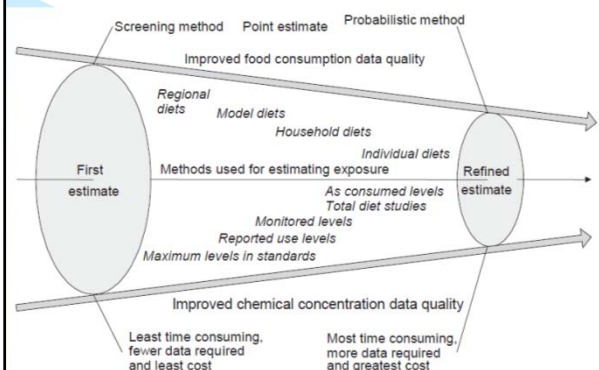 Screening method
Point estimate
Probabilistic method
Improved food consumption data quality
Regional
diets
Model diets
Household diets
Individual diets
First
estimate
Methods used for estimating exposure
Refined
estimate
As consumed levels
Total diet studies
Monitored levels
Reported use levels
Maximum levels in standards
Improved chemical concentration data quality
Least time consuming,
fewer data required
and least cost
Most time consuming,
more data required
and greatest cost